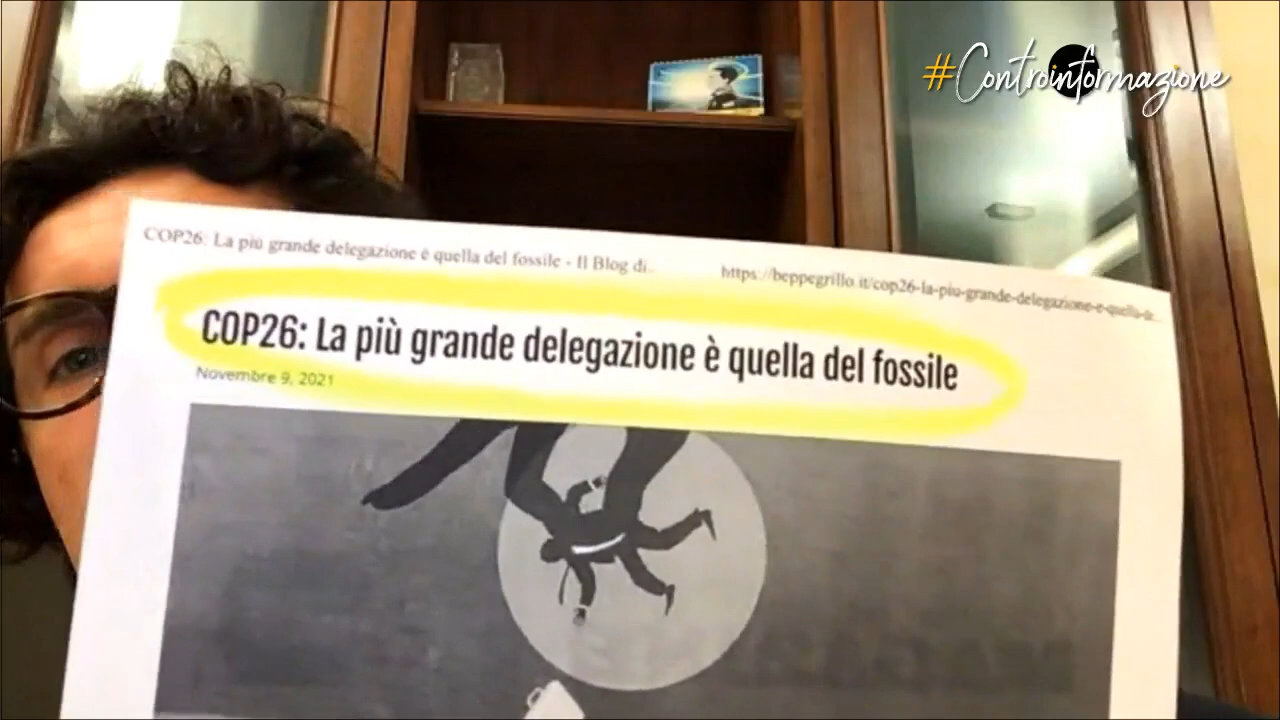 #Controinformazione
COP26: La più grande delegazione è quella del fossile - Il Blog di...
https://beppegrillo.it/cop26-la-piu-grande-delegazione-e-quella-de...
COP26: La più grande delegazione è quella del fossile
Novembre 9, 2021